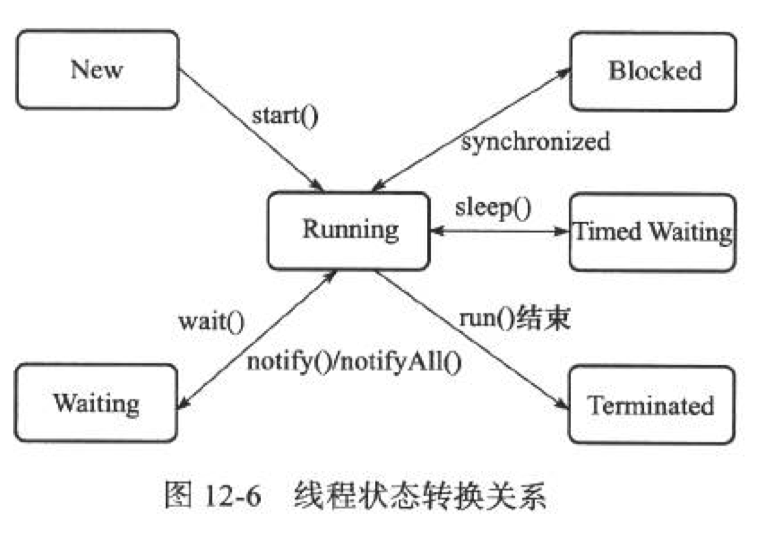 New
Blocked
start()
synchronized
Running
sleep()
Timed Waiting
wait()
run()结束
notify()/notifyAll()
Waiting
Terminated
图 12-6 线程状态转换关系